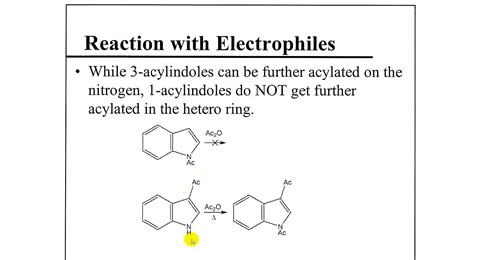 Reaction with Electrophiles
• While 3-acylindoles can be further acylated on the
nitrogen, 1-acylindoles do NOT get further
acylated in the hetero ring.
Ac₂O
N
Ac
Ac
Ac
Ac₂O
Δ
N
H
N
Ac